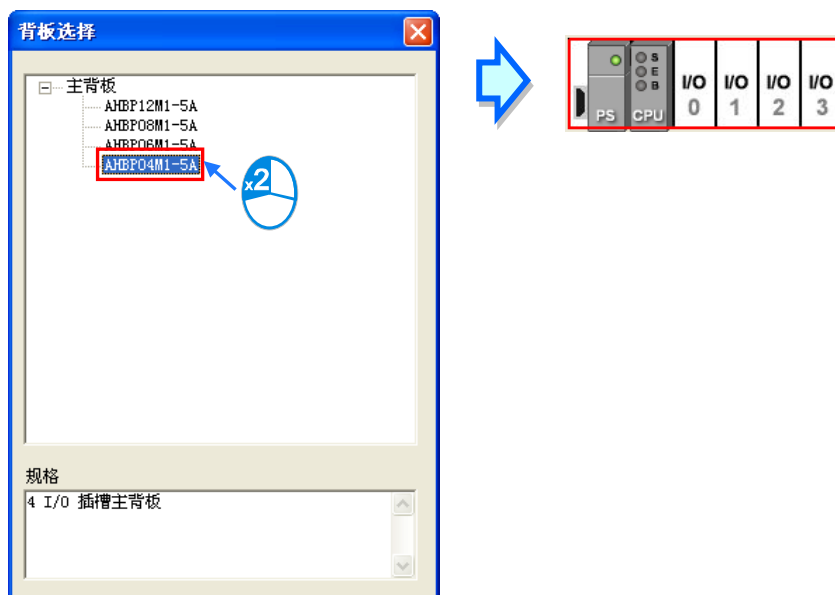 背板选择
主背板
AHBP12M1-5A
AHBP08M1-5A
AHBP06M1-5A
AHBP04M1-5A
x2
规格
4 I/O 插槽主背板
PS
CPU
S
E
B
I/O
0
I/O
1
I/O
2
I/O
3